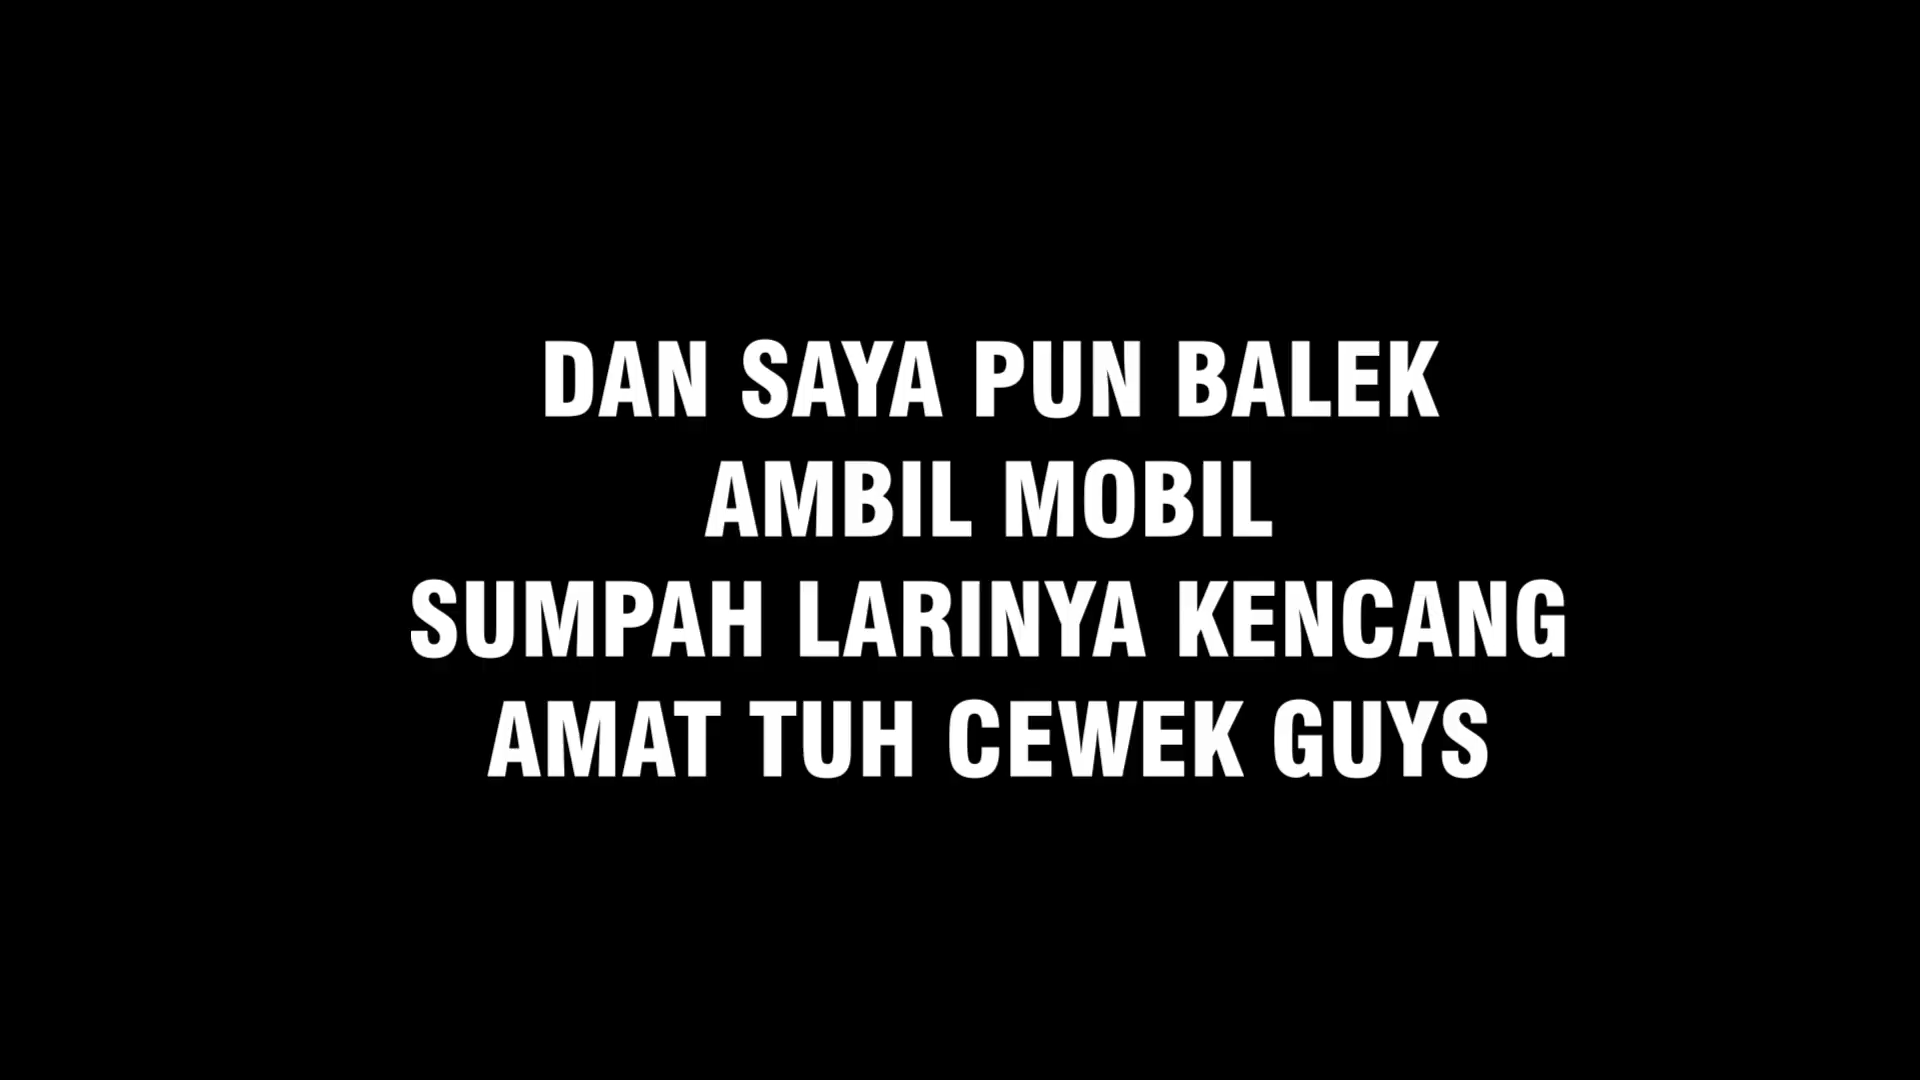 DAN SAYA PUN BALEK
AMBIL MOBIL
SUMPAH LARINYA KENCANG
AMAT TUH CEWEK GUYS